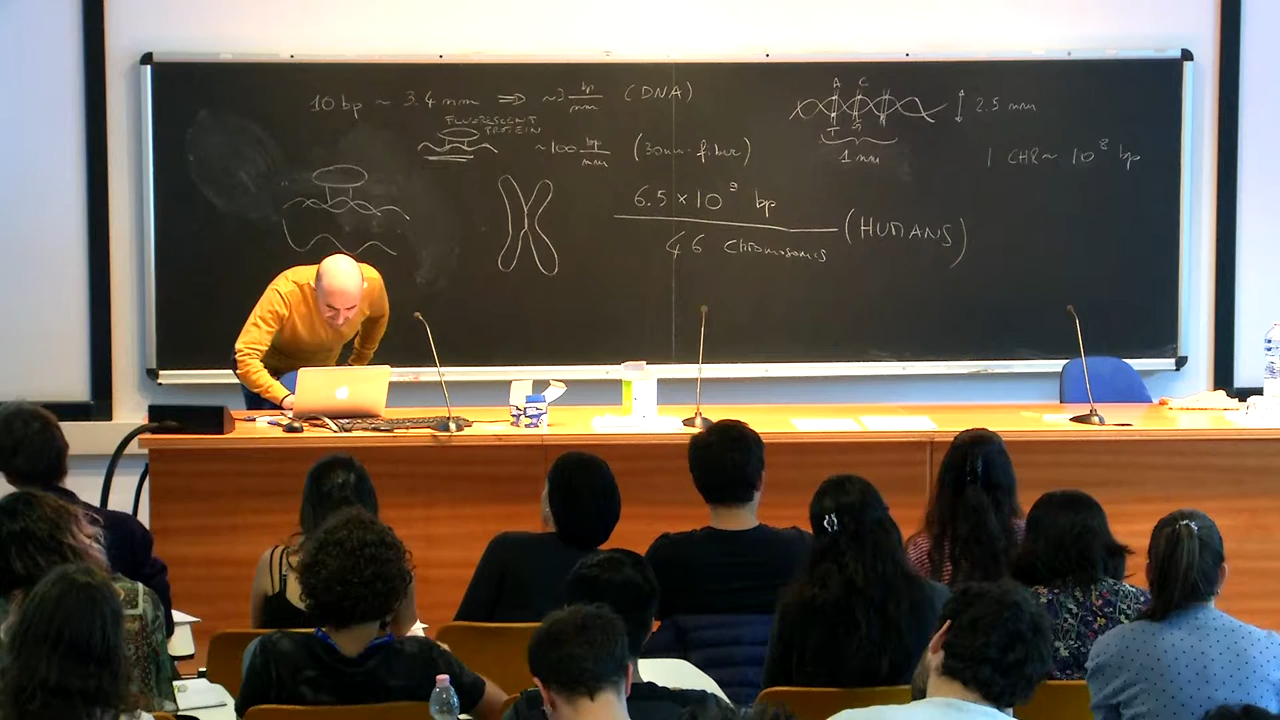 10 bp ~ 3.4 nm ⇒ ~3 bp/nm (DNA)
FLUORESCENT
PROTEIN
~100 bp/nm (30nm-fiber)
6.5 × 10⁹ bp
46 Chromosomes
(HUMANS)
A C
T G
1 nm
2.5 nm
1 CHR ~ 10⁸ bp